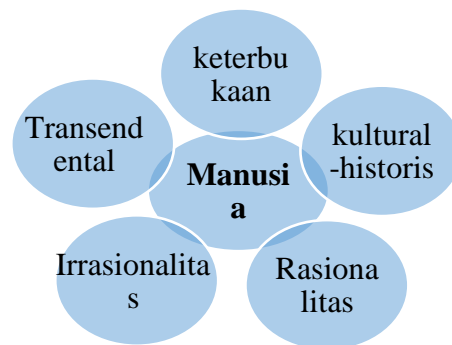 keterbu
kaan
Transend
ental
kultural
-historis
Manusi
a
Irrasionalita
s
Rasiona
litas